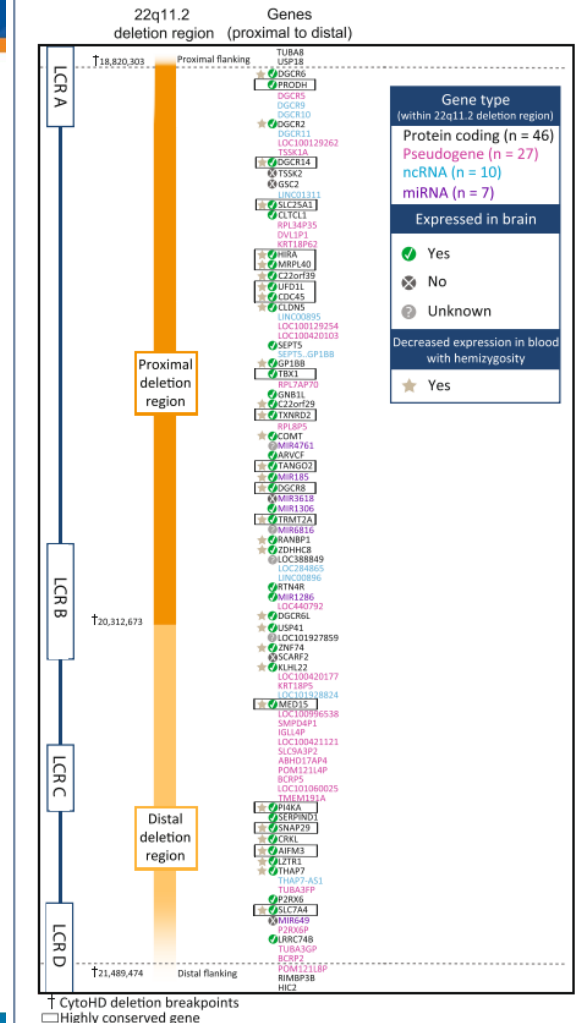 22q11.2
deletion region
Genes
(proximal to distal)
TUBA8
USP18
†18,820,303
Proximal flanking
LCR A
DGCR6
PRODH
DGCR5
DGCR9
DGCR10
DGCR2
DGCR11
LOC100129262
TSSK1A
DGCR14
TSSK2
GSC2
LINC01311
SLC25A1
CLTCL1
RPL34P35
DVL1P1
KRT18P62
HIRA
MRPL40
C22orf39
UFD1L
CDC45
CLDN5
LINC00895
LOC100129254
LOC100420103
SEPT5
SEPT5..GP1BB
GP1BB
TBX1
RPL7AP70
GNB1L
C22orf29
TXNRD2
RPL8P5
COMT
MIR4761
ARVCF
TANGO2
MIR185
DGCR8
MIR3618
MIR1306
TRMT2A
MIR6816
RANBP1
ZDHHC8
LOC388849
LOC284865
LINC00896
RTN4R
MIR1286
LOC440792
DGCR6L
USP41
LOC101927859
ZNF74
SCARF2
KLHL22
LOC100420177
KRT18P5
LOC101928824
MED15
LOC100996538
SMPD4P1
IGLL4P
LOC100421121
SLC9A3P2
ABHD17AP4
POM121L4P
BCRP5
LOC101060025
TMEM191A
PI4KA
SERPIND1
SNAP29
CRKL
AIFM3
LZTR1
THAP7
THAP7-AS1
TUBA3FP
P2RX6
SLC7A4
MIR649
P2RX6P
LRRC74B
TUBA3GP
BCRP2
POM121L8P
RIMBP3B
HIC2
Proximal
deletion
region
LCR B
†20,312,673
LCR C
Distal
deletion
region
LCR D
†21,489,474
Distal flanking
Gene type
(within 22q11.2 deletion region)
Protein coding (n = 46)
Pseudogene (n = 27)
ncRNA (n = 10)
miRNA (n = 7)
Expressed in brain
Yes
No
? Unknown
Decreased expression in blood
with hemizygosity
Yes
† CytoHD deletion breakpoints
Highly conserved gene